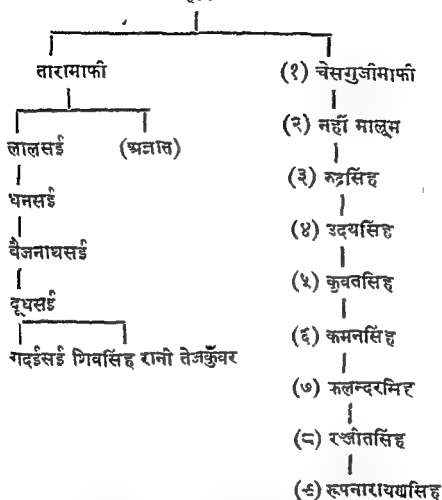 तारामाफी (१) चेसगुजीमाफी
(२) नहीं मालूम
लालसई (अज्ञात)
(३) रुद्रसिंह
धनसई
(४) उदयसिंह
वैजनाथसई
(५) कुवतसिंह
दूधसई
(६) कमनसिंह
गदईसई शिवसिंह रानी तेजकुँवर
(७) कलन्दरसिंह
(८) रञ्जीतसिंह
(९) रूपनारायणसिंह